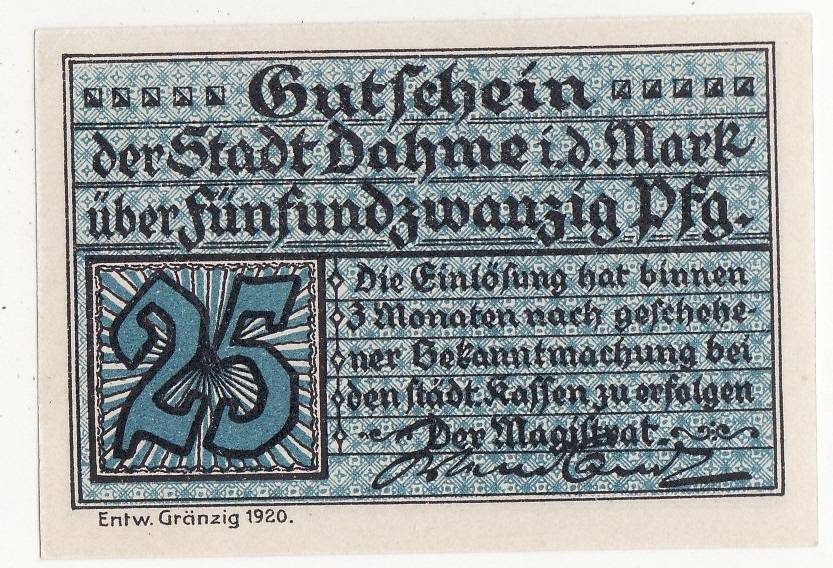 Gutschein
der Stadt Dahme i.d. Mark
über Fünfundzwanzig Pfg.
25
Die Einlösung hat binnen
3 Monaten nach geschehe-
ner Bekanntmachung bei
den städt. Kassen zu erfolgen
Der Magistrat.
Entw. Gränzig 1920.